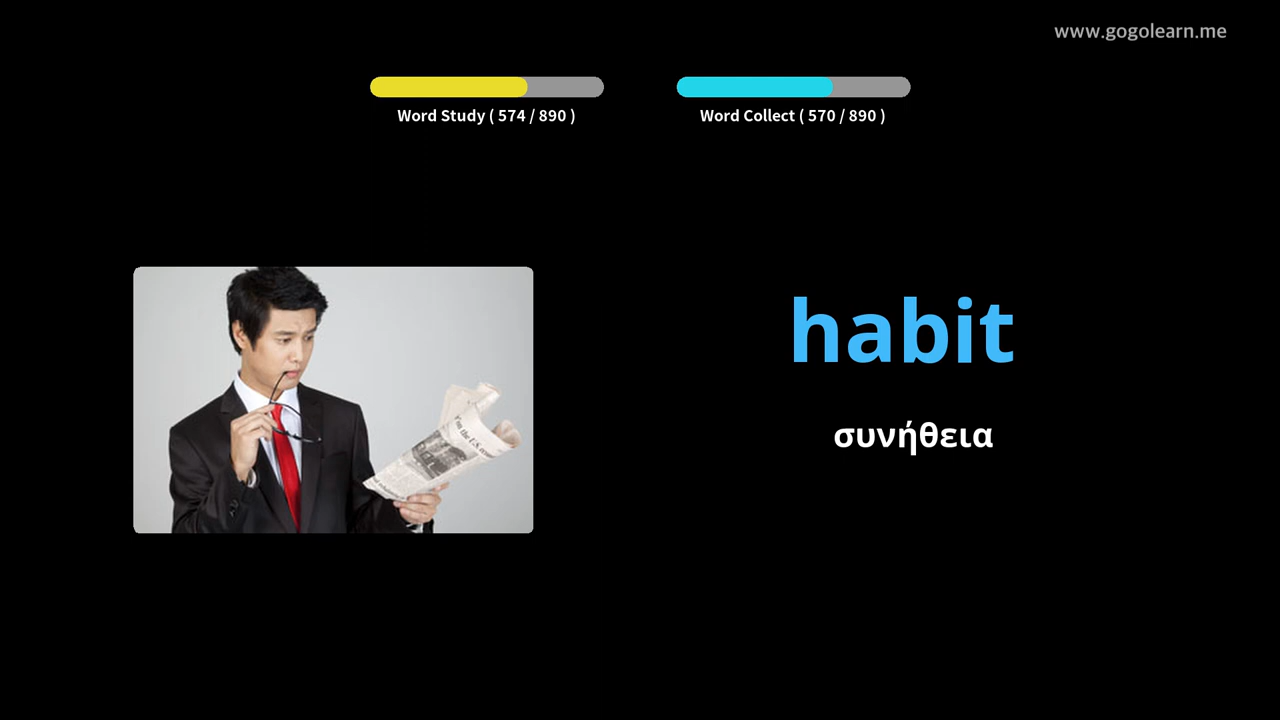 www.gogolearn.me
Word Study ( 574 / 890 )
Word Collect ( 570 / 890 )
habit
συνήθεια